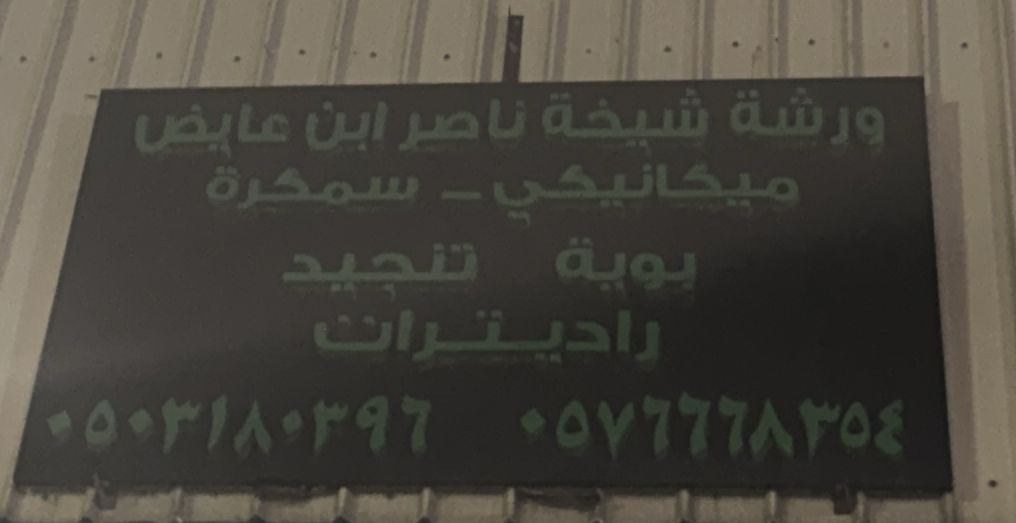 ورشة شيخة ناصر ابن عايض
ميكانيكي - سمكرة
بوية تنجيد
راديترات
٠٥٧٦٦٦٨٣٥٤ ٠٥٠٣١٨٠٣٩٦